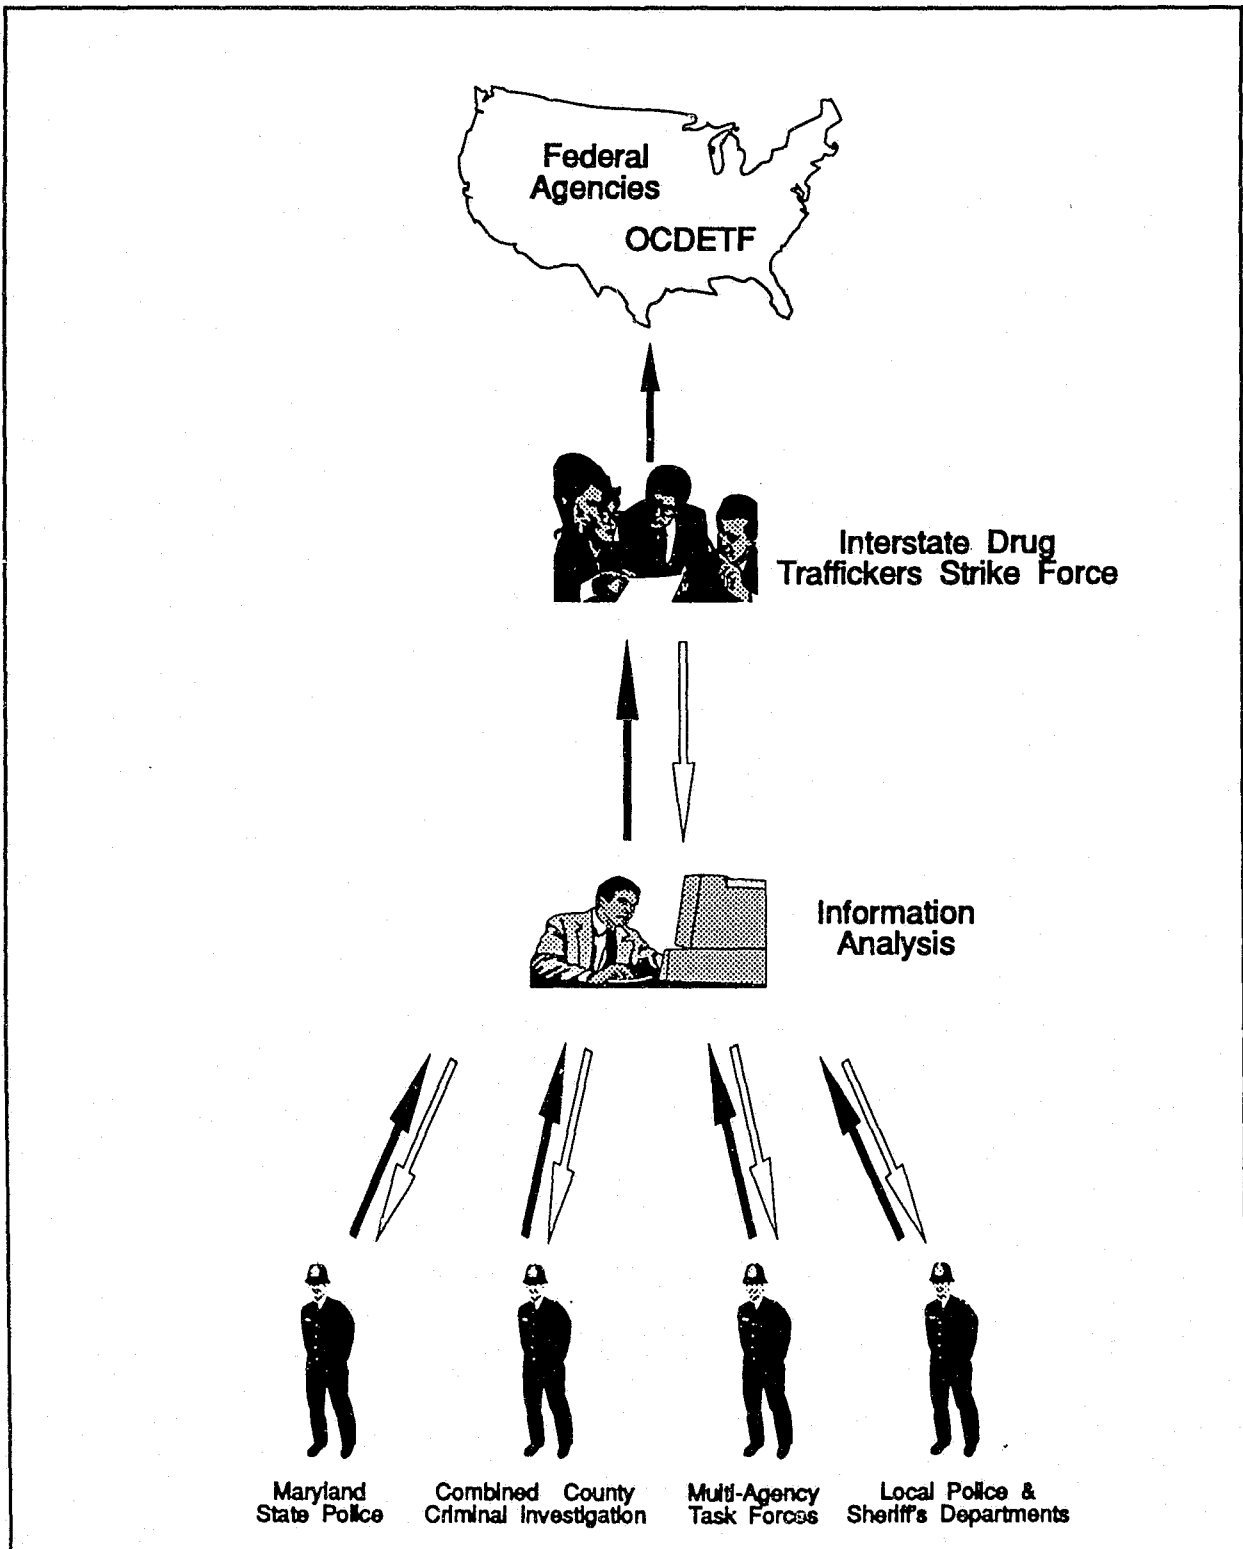 Federal
Agencies
OCDETF
Interstate Drug
Traffickers Strike Force
Information
Analysis
Maryland
State Police
Combined County
Criminal Investigation
Multi-Agency
Task Forces
Local Police &
Sheriff's Departments